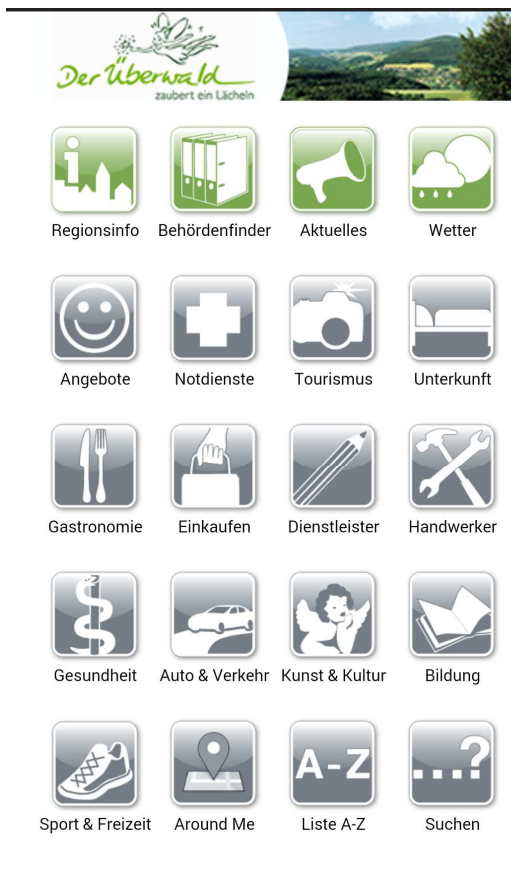 Der Überwald
zaubert ein Lächeln
Regionsinfo Behördenfinder Aktuelles Wetter
Angebote Notdienste Tourismus Unterkunft
Gastronomie Einkaufen Dienstleister Handwerker
Gesundheit Auto & Verkehr Kunst & Kultur Bildung
A-Z ....?
Sport & Freizeit Around Me Liste A-Z Suchen